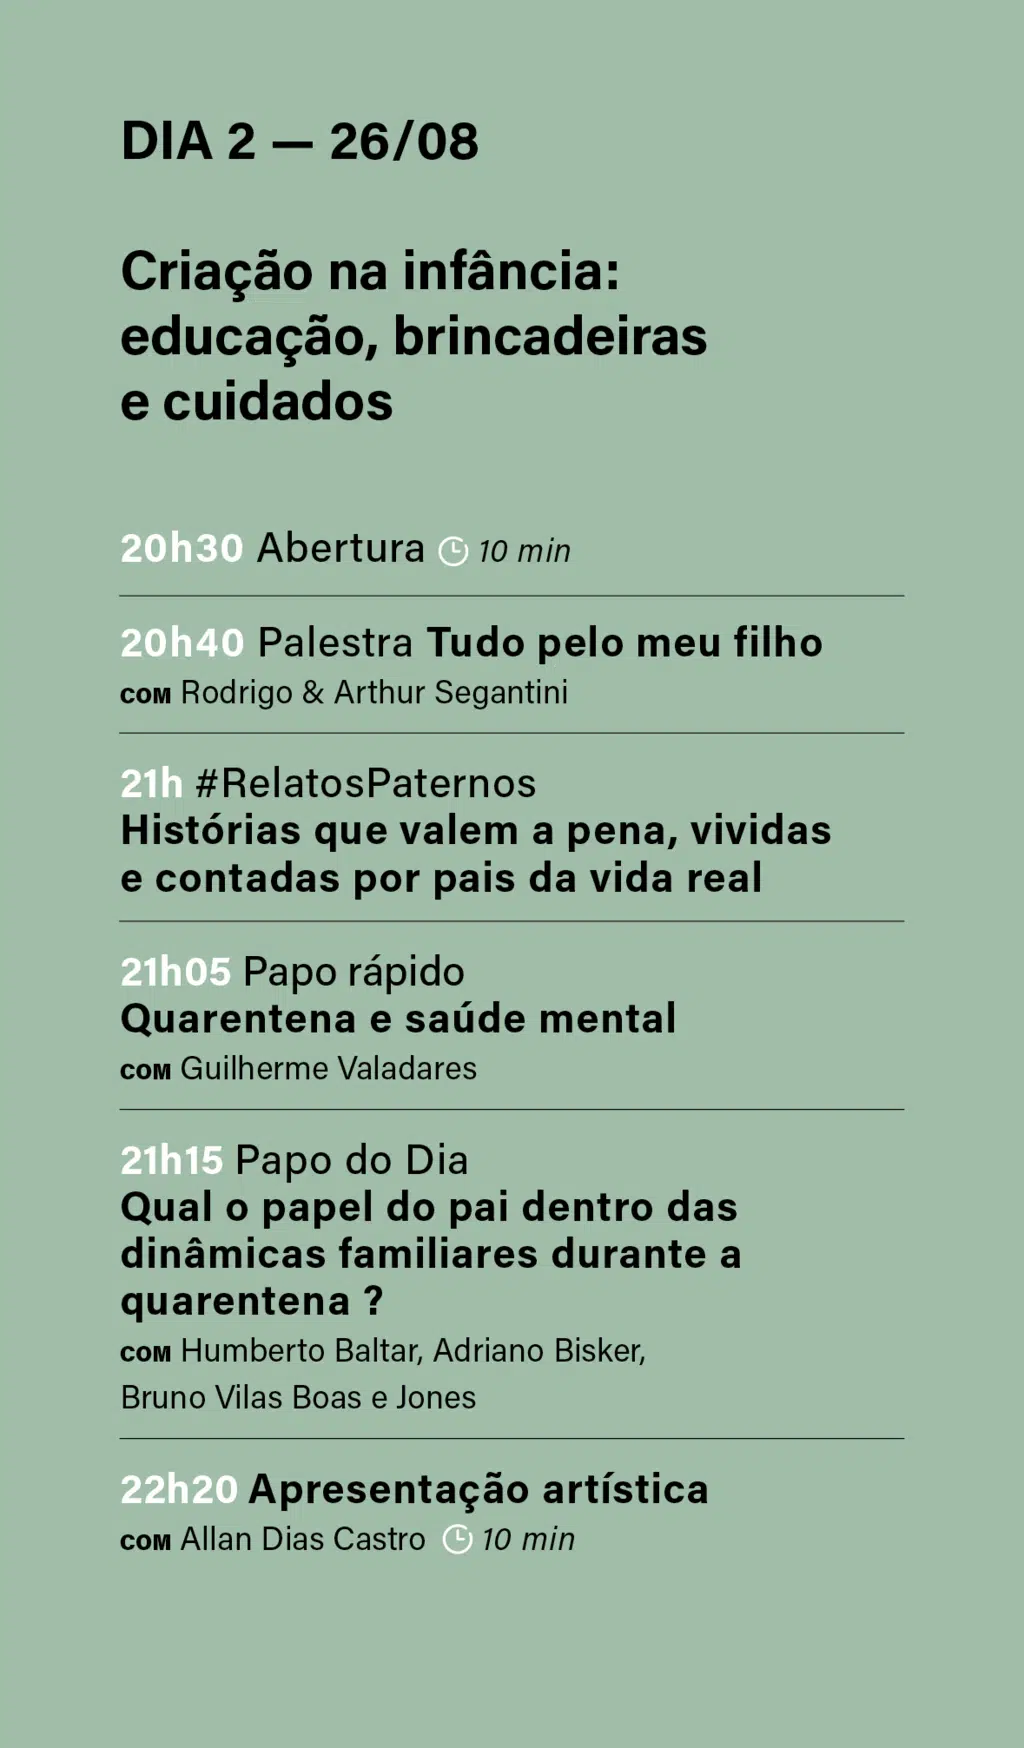 DIA 2 — 26/08
Criação na infância:
educação, brincadeiras
e cuidados
20h30 Abertura 10 min
20h40 Palestra Tudo pelo meu filho
com Rodrigo & Arthur Segantini
21h #RelatosPaternos
Histórias que valem a pena, vividas
e contadas por pais da vida real
21h05 Papo rápido
Quarentena e saúde mental
com Guilherme Valadares
21h15 Papo do Dia
Qual o papel do pai dentro das
dinâmicas familiares durante a
quarentena ?
com Humberto Baltar, Adriano Bisker,
Bruno Vilas Boas e Jones
22h20 Apresentação artística
com Allan Dias Castro 10 min